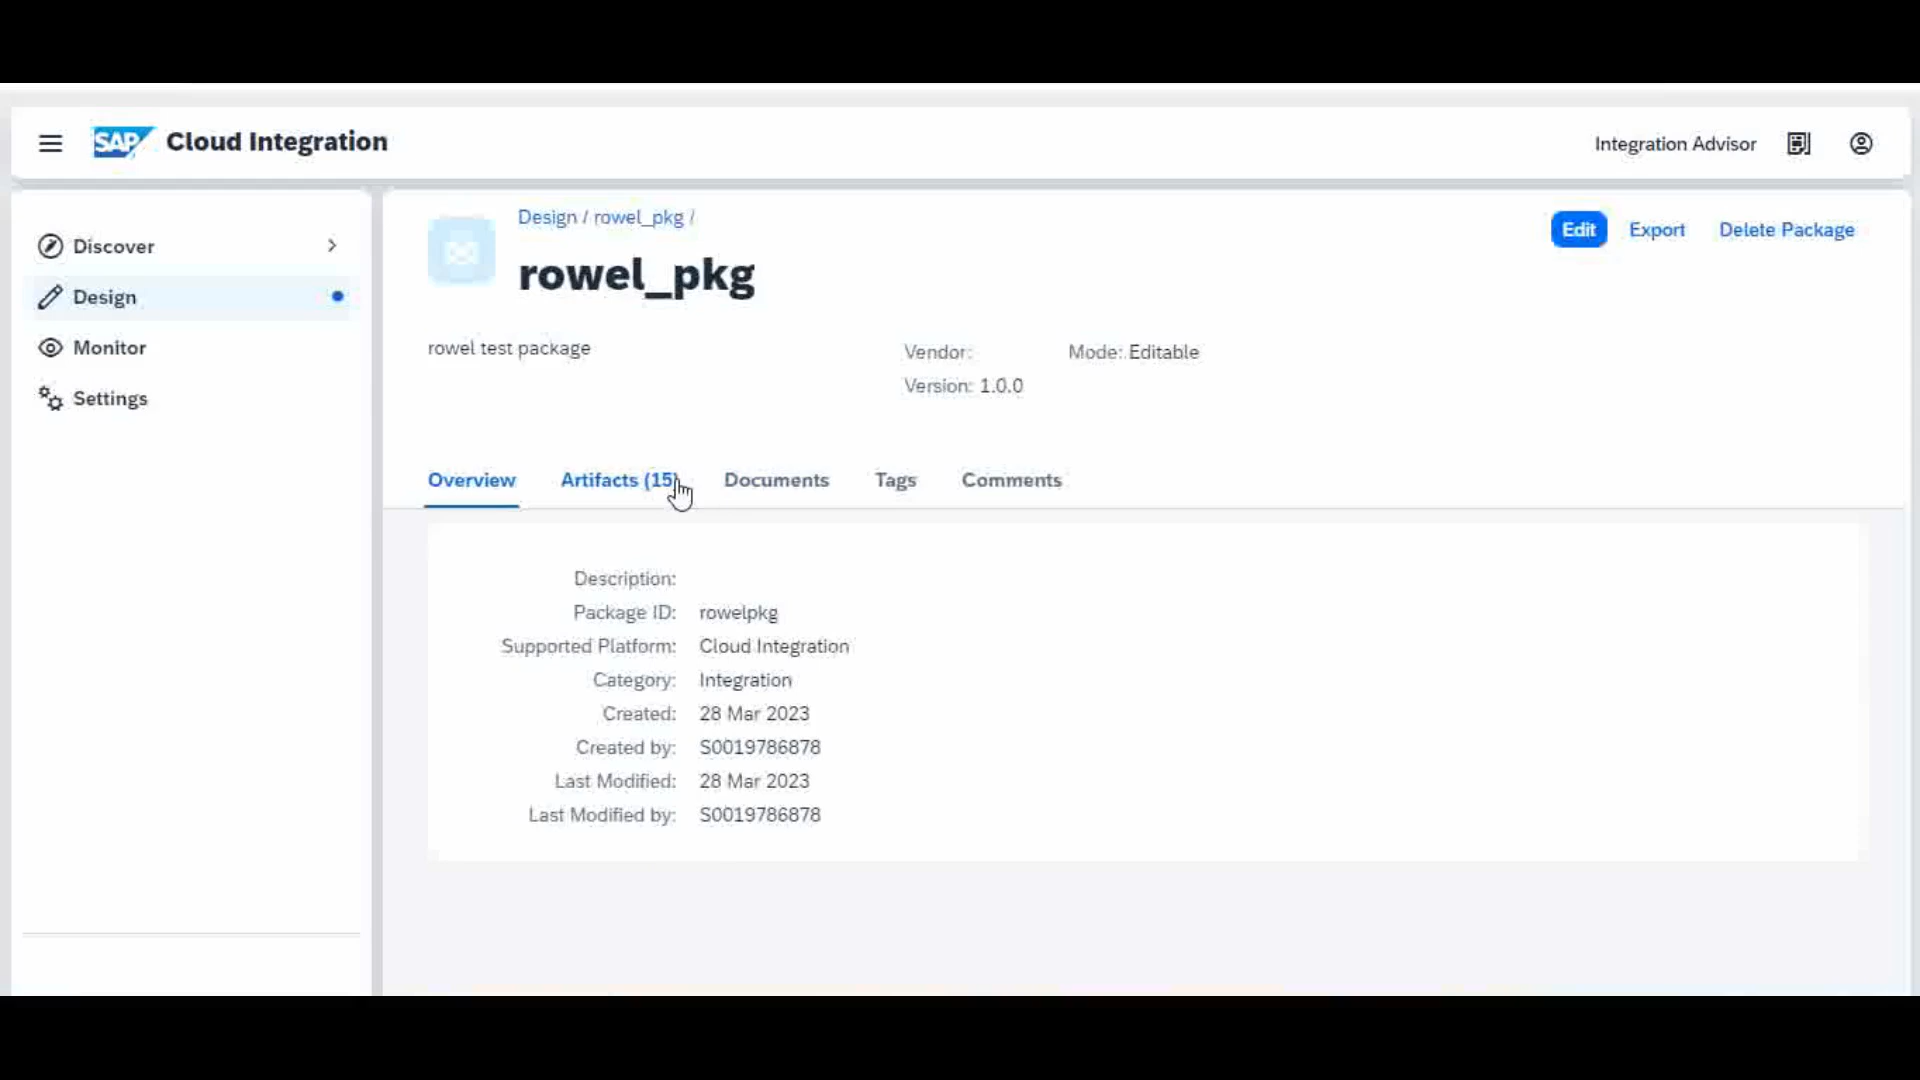 SAP Cloud Integration
Integration Advisor
Discover
Design
Monitor
Settings
Design / rowel_pkg /
rowel_pkg
Edit Export Delete Package
rowel test package
Vendor: Mode: Editable
Version: 1.0.0
Overview Artifacts (15) Documents Tags Comments
Description:
Package ID: rowelpkg
Supported Platform: Cloud Integration
Category: Integration
Created: 28 Mar 2023
Created by: S0019786878
Last Modified: 28 Mar 2023
Last Modified by: S0019786878